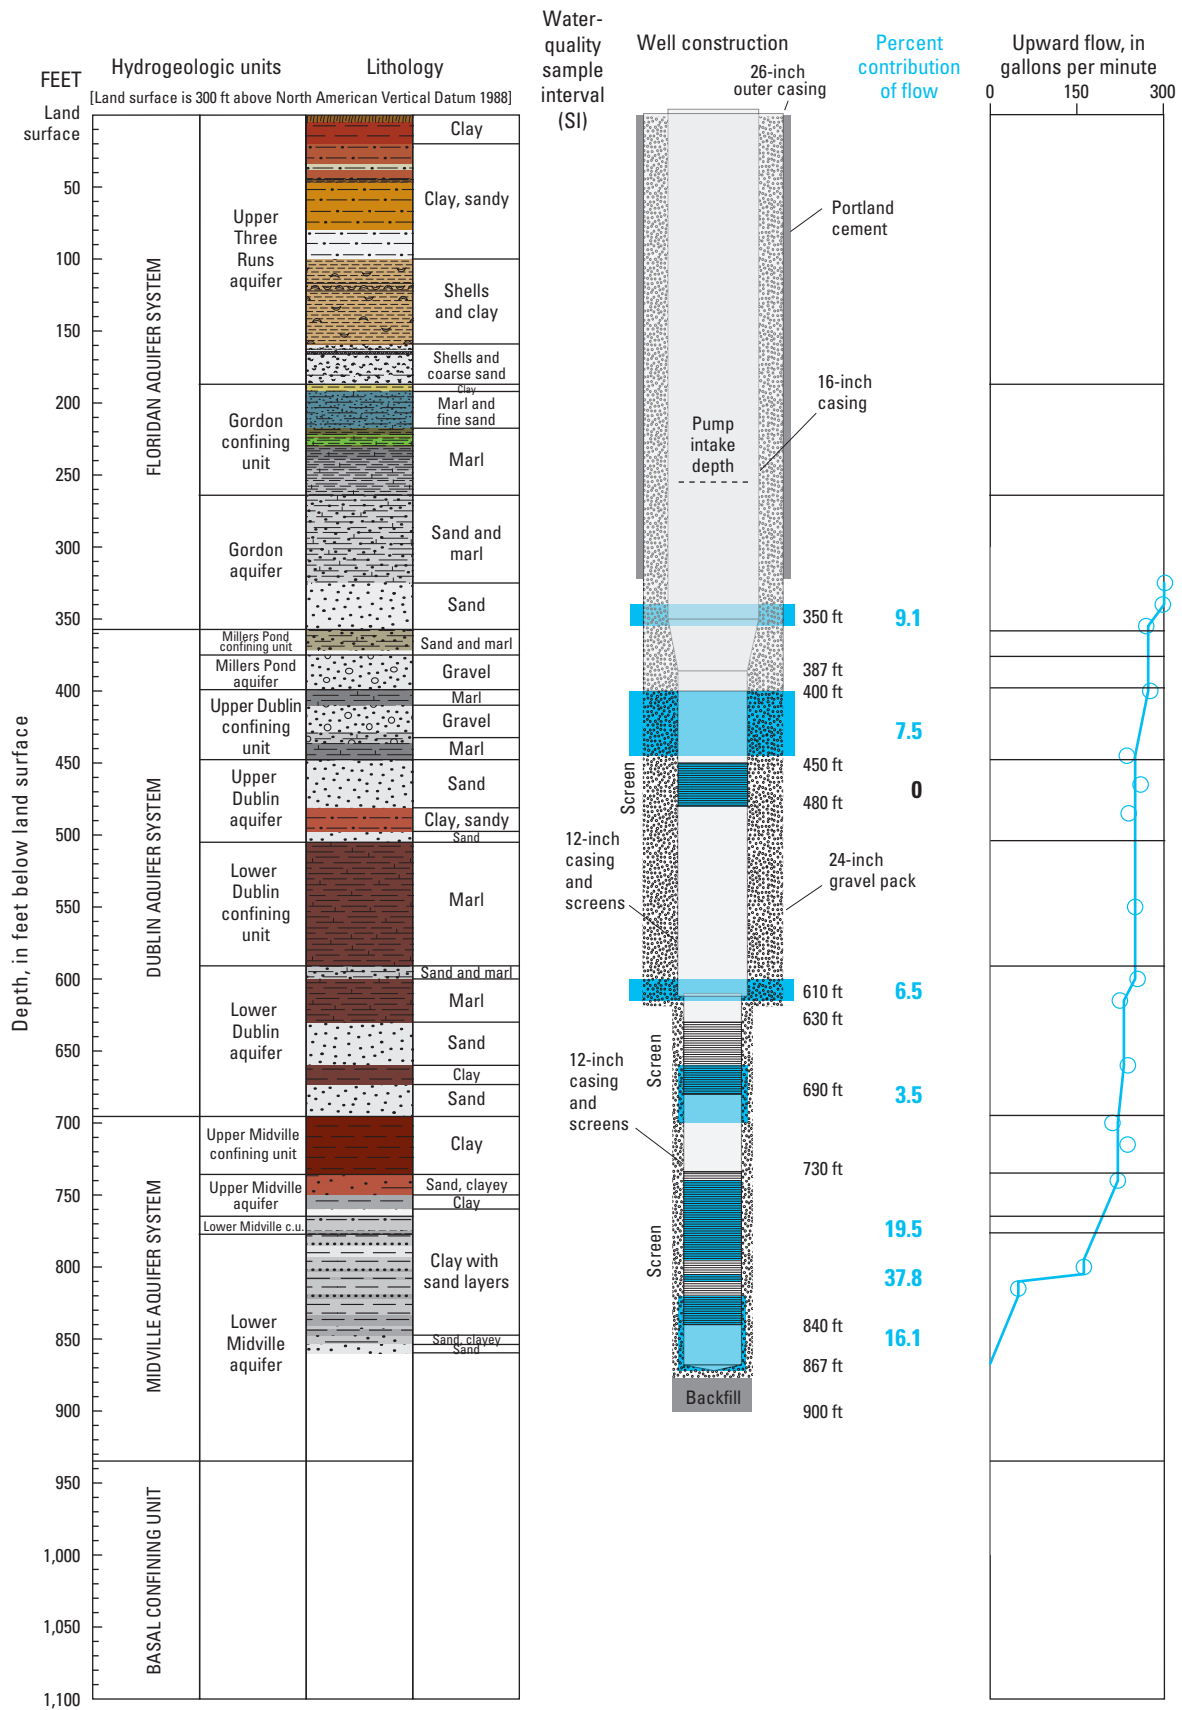 Water-
quality
sample
interval
(SI)
Hydrogeologic units
Lithology
Well construction
Percent
contribution
of flow
Upward flow, in
gallons per minute
0
150
300
FEET
[Land surface is 300 ft above North American Vertical Datum 1988]
26-inch
outer casing
Land
surface
50
100
150
200
250
300
350
400
450
500
550
600
650
700
750
800
850
900
950
1,000
1,050
1,100
Depth, in feet below land surface
FLORIDAN AQUIFER SYSTEM
DUBLIN AQUIFER SYSTEM
MIDVILLE AQUIFER SYSTEM
BASAL CONFINING UNIT
Upper
Three
Runs
aquifer
Gordon
confining
unit
Gordon
aquifer
Millers Pond
confining unit
Millers Pond
aquifer
Upper Dublin
confining
unit
Upper
Dublin
aquifer
Lower
Dublin
confining
unit
Lower
Dublin
aquifer
Upper Midville
confining unit
Upper Midville
aquifer
Lower Midville c.u.
Lower
Midville
aquifer
Clay
Clay, sandy
Shells
and clay
Shells and
coarse sand
Clay
Marl and
fine sand
Marl
Sand and
marl
Sand
Sand and marl
Gravel
Marl
Gravel
Marl
Sand
Clay, sandy
Sand
Marl
Sand and marl
Marl
Sand
Clay
Sand
Clay
Sand, clayey
Clay
Clay with
sand layers
Sand, clayey
Sand
Portland
cement
16-inch
casing
Pump
intake
depth
Screen
12-inch
casing
and
screens
24-inch
gravel pack
Screen
12-inch
casing
and
screens
Screen
Backfill
350 ft
387 ft
400 ft
450 ft
480 ft
610 ft
630 ft
690 ft
730 ft
840 ft
867 ft
900 ft
9.1
7.5
0
6.5
3.5
19.5
37.8
16.1